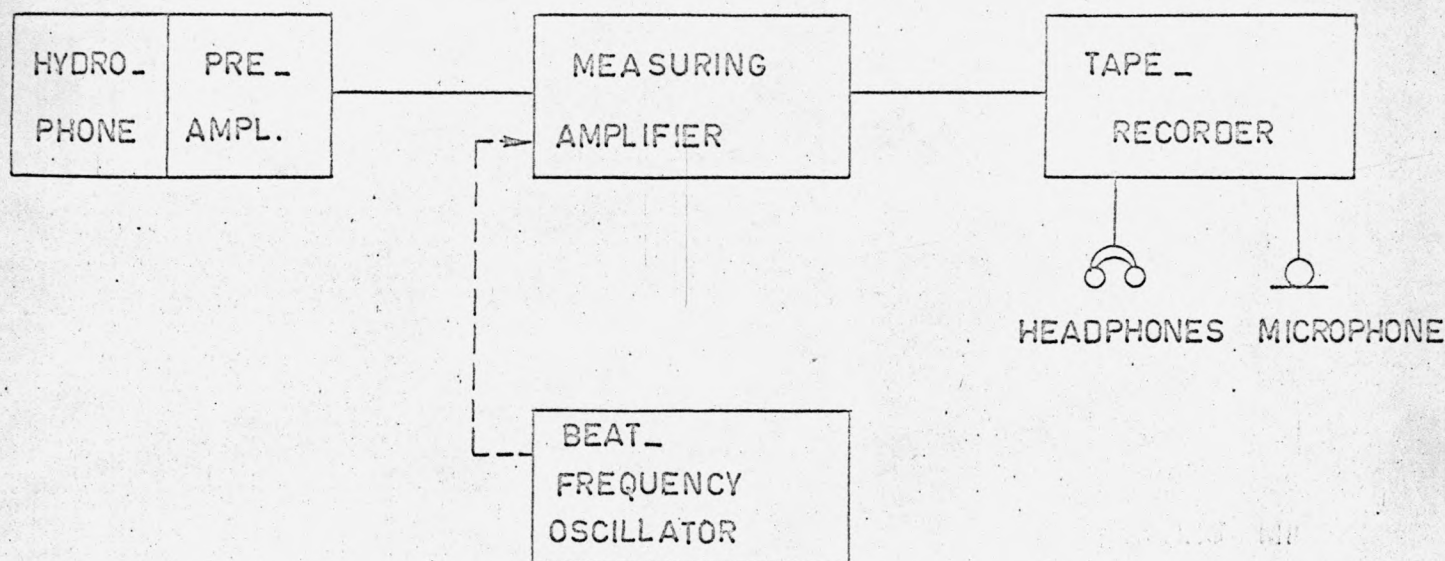 HYDRO_
PHONE
PRE_
AMPL.
MEASURING
AMPLIFIER
TAPE_
RECORDER
HEADPHONES
MICROPHONE
BEAT_
FREQUENCY
OSCILLATOR